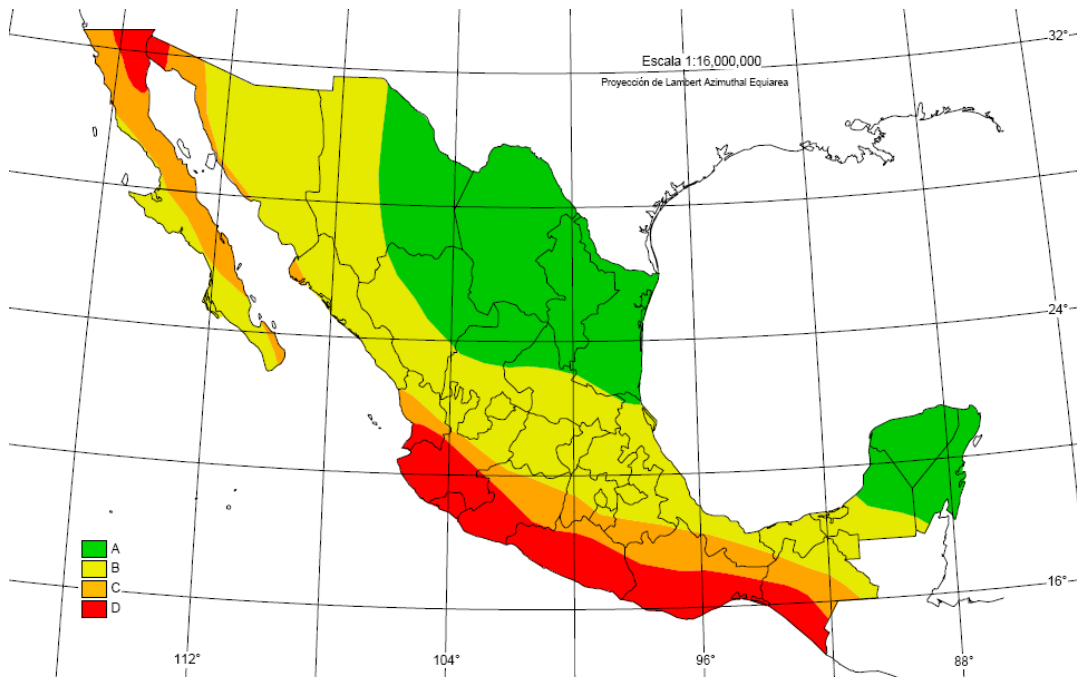 Escala 1:16,000,000
Proyección de Lambert Azimuthal Equiarea
32°
24°
16°
A
B
C
D
112°
104°
96°
88°